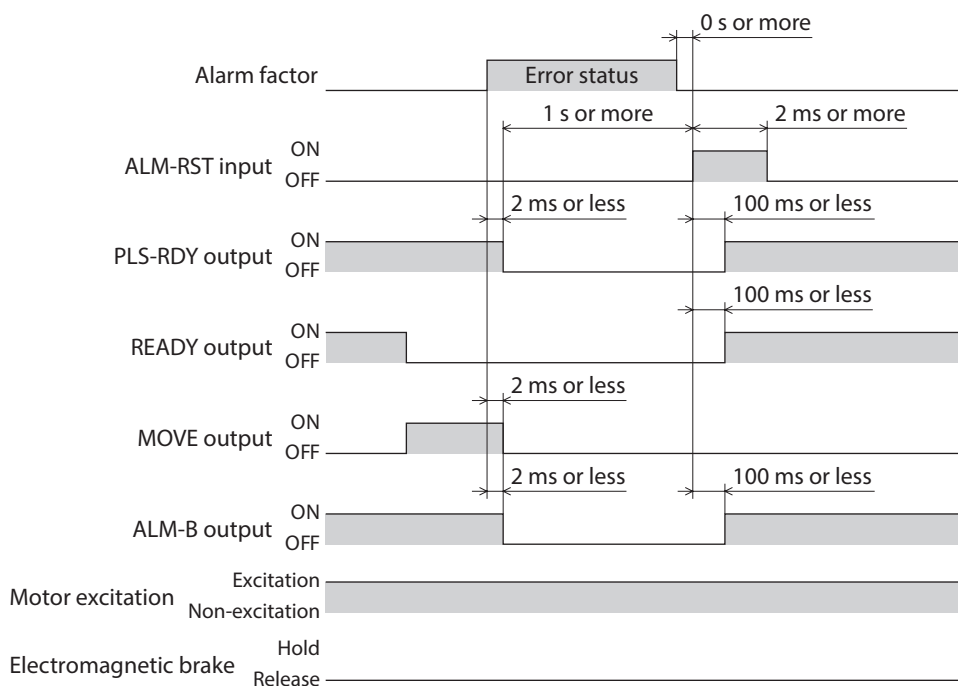 0 s or more
Alarm factor
Error status
1 s or more
2 ms or more
ALM-RST input
ON
OFF
2 ms or less
100 ms or less
PLS-RDY output
ON
OFF
100 ms or less
READY output
ON
OFF
2 ms or less
MOVE output
ON
OFF
2 ms or less
100 ms or less
ALM-B output
ON
OFF
Motor excitation
Excitation
Non-excitation
Electromagnetic brake
Hold
Release